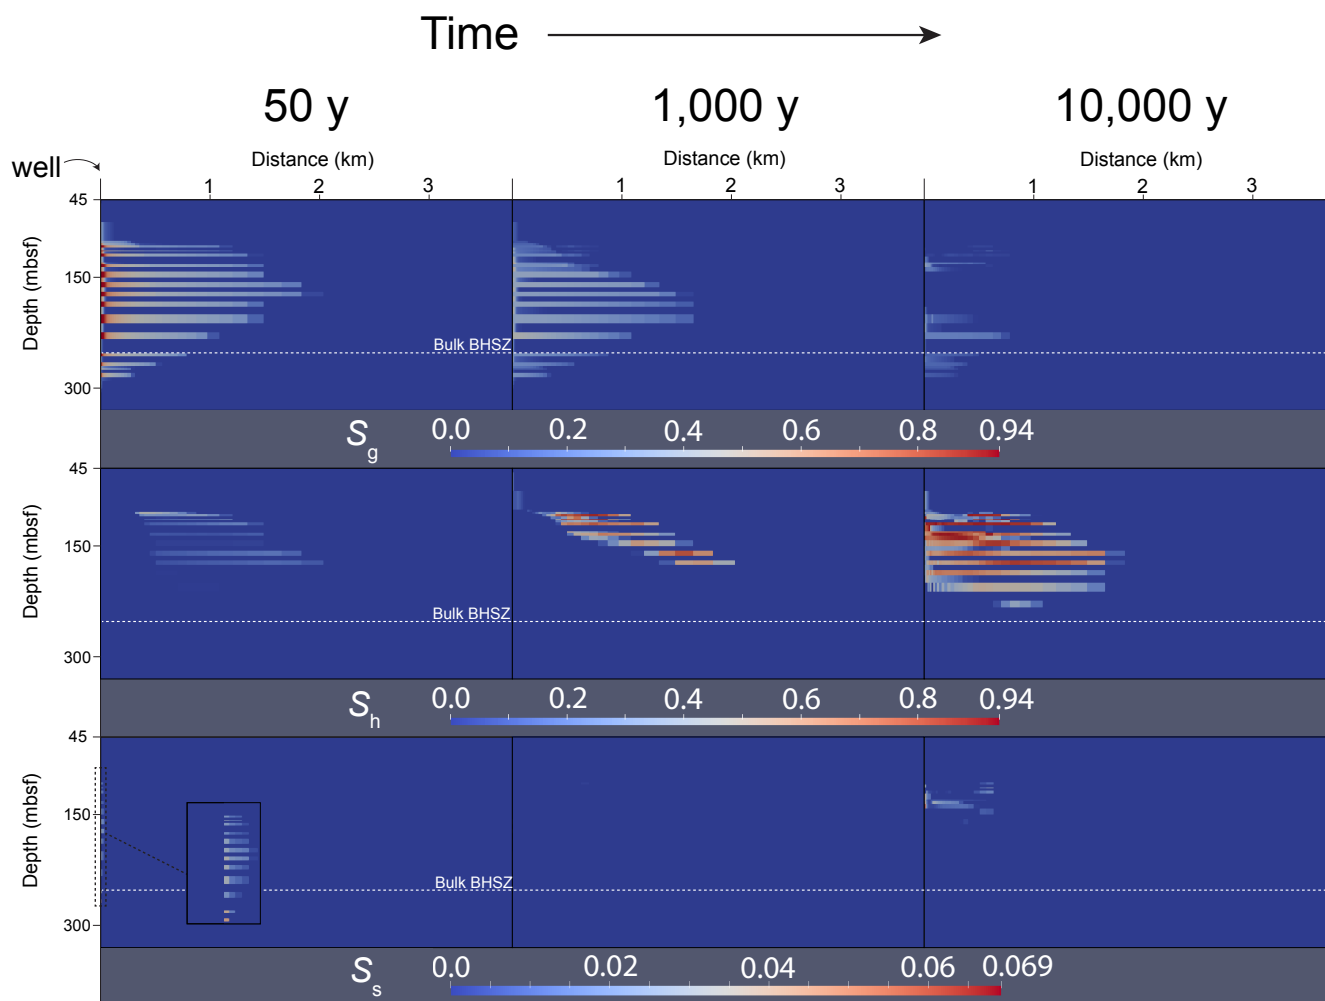 Time
50 y 1,000 y 10,000 y
well Distance (km) Distance (km) Distance (km)
1 2 3 1 2 3 1 2 3
45
150
Depth (mbsf)
Bulk BHSZ
300
Sg 0.0 0.2 0.4 0.6 0.8 0.94
45
150
Depth (mbsf)
Bulk BHSZ
300
Sh 0.0 0.2 0.4 0.6 0.8 0.94
45
150
Depth (mbsf)
Bulk BHSZ
300
Ss 0.0 0.02 0.04 0.06 0.069